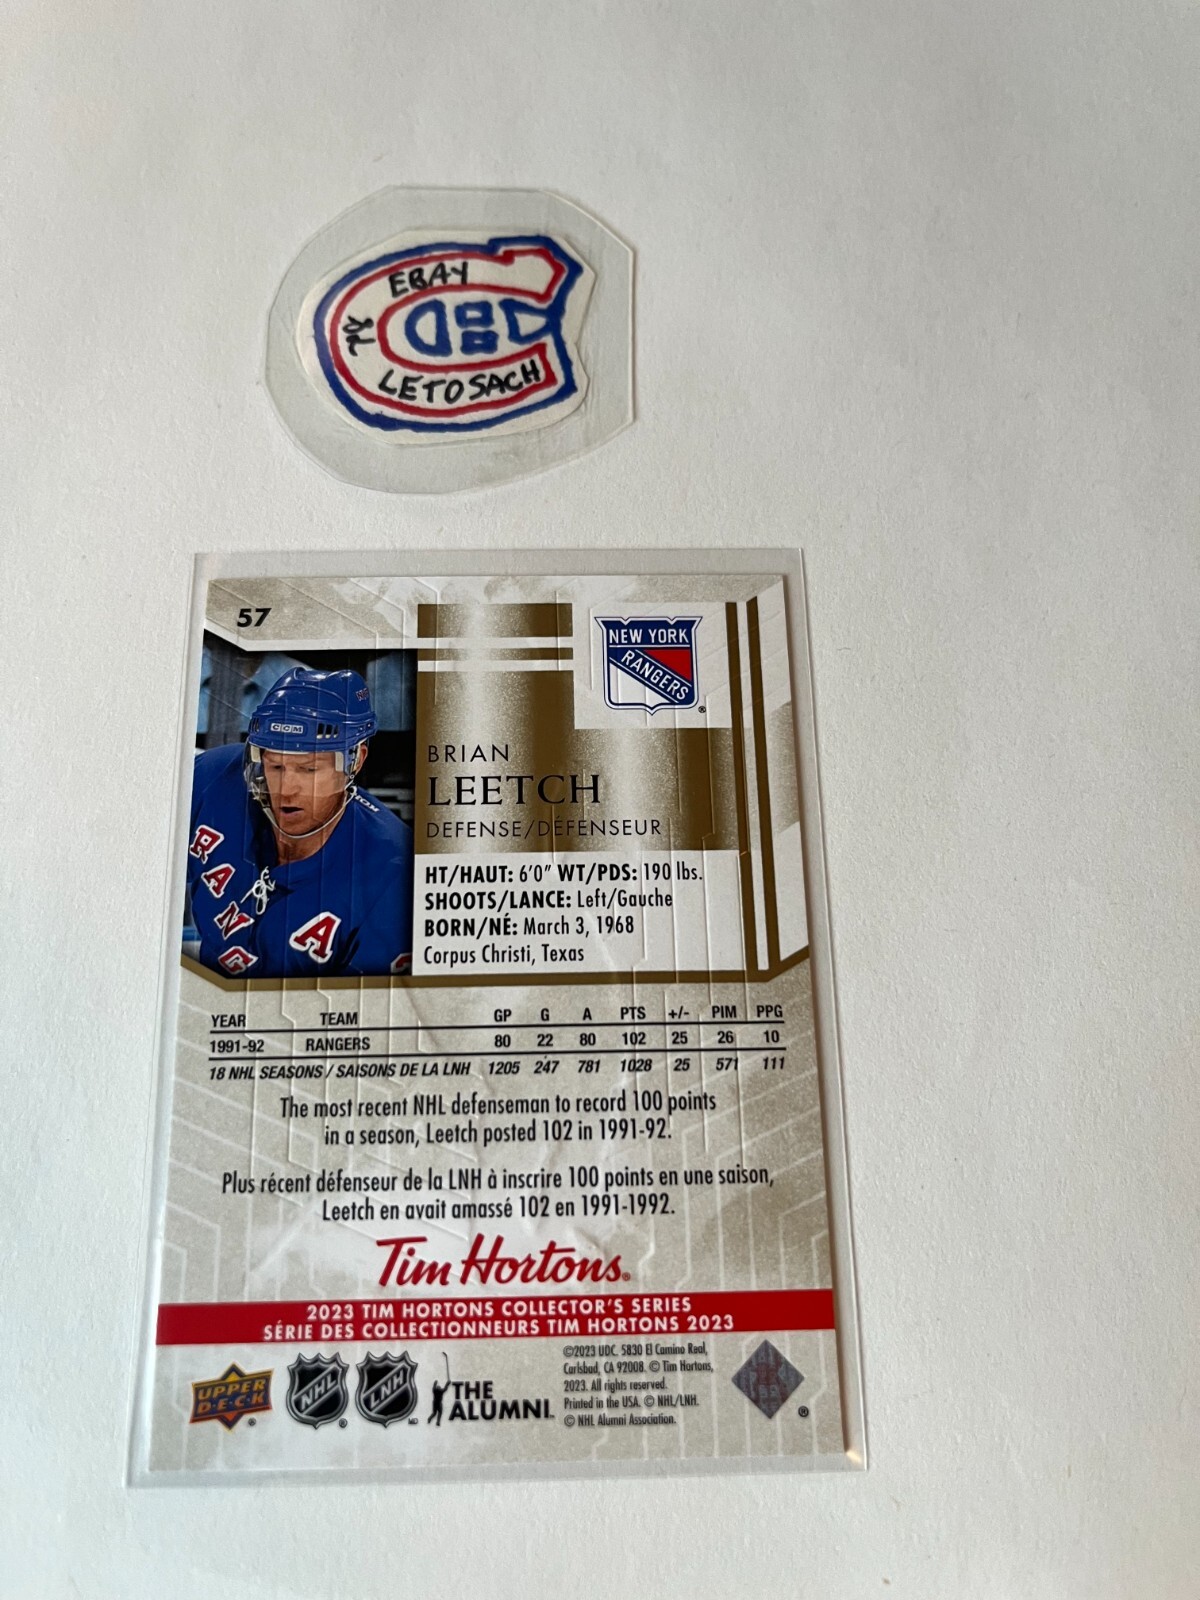 EBAY
LETOSACH
57
NEW YORK
RANGERS
®
CCM
RANG
A
BRIAN
LEETCH
DEFENSE/DÉFENSEUR
HT/HAUT: 6'0" WT/PDS: 190 lbs.
SHOOTS/LANCE: Left/Gauche
BORN/NÉ: March 3, 1968
Corpus Christi, Texas
YEAR TEAM GP G A PTS +/- PIM PPG
1991-92 RANGERS 80 22 80 102 25 26 10
18 NHL SEASONS / SAISONS DE LA LNH 1205 247 781 1028 25 571 111
The most recent NHL defenseman to record 100 points
in a season, Leetch posted 102 in 1991-92.
Plus récent défenseur de la LNH à inscrire 100 points en une saison,
Leetch en avait amassé 102 en 1991-1992.
Tim Hortons®
2023 TIM HORTONS COLLECTOR'S SERIES
SÉRIE DES COLLECTIONNEURS TIM HORTONS 2023
UPPER DECK ®
NHL ®
LNH MD
THE ALUMNI
©2023 UDC. 5830 El Camino Real,
Carlsbad, CA 92008. © Tim Hortons,
2023. All rights reserved.
Printed in the USA. © NHL/LNH.
© NHL Alumni Association.
®